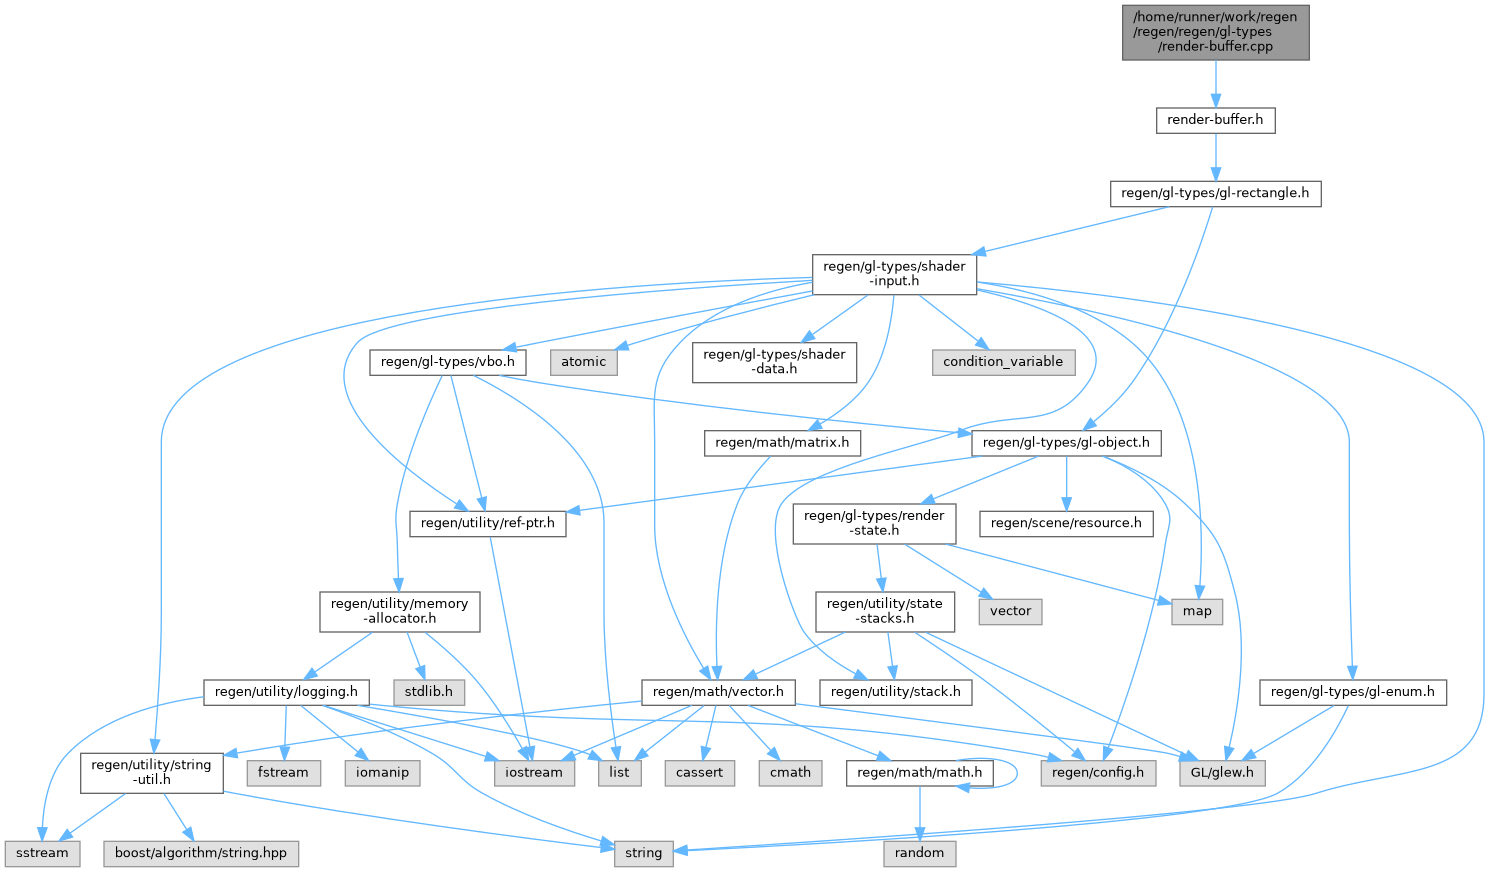 /home/runner/work/regen
/regen/regen/gl-types
/render-buffer.cpp
render-buffer.h
regen/gl-types/gl-rectangle.h
regen/gl-types/shader
-input.h
regen/gl-types/vbo.h
atomic
regen/gl-types/shader
-data.h
condition_variable
regen/math/matrix.h
regen/gl-types/gl-object.h
regen/utility/ref-ptr.h
regen/gl-types/render
-state.h
regen/scene/resource.h
regen/utility/memory
-allocator.h
regen/utility/state
-stacks.h
vector
map
regen/utility/logging.h
stdlib.h
regen/math/vector.h
regen/utility/stack.h
regen/gl-types/gl-enum.h
regen/utility/string
-util.h
fstream
iomanip
iostream
list
cassert
cmath
regen/math/math.h
regen/config.h
GL/glew.h
sstream
boost/algorithm/string.hpp
string
random